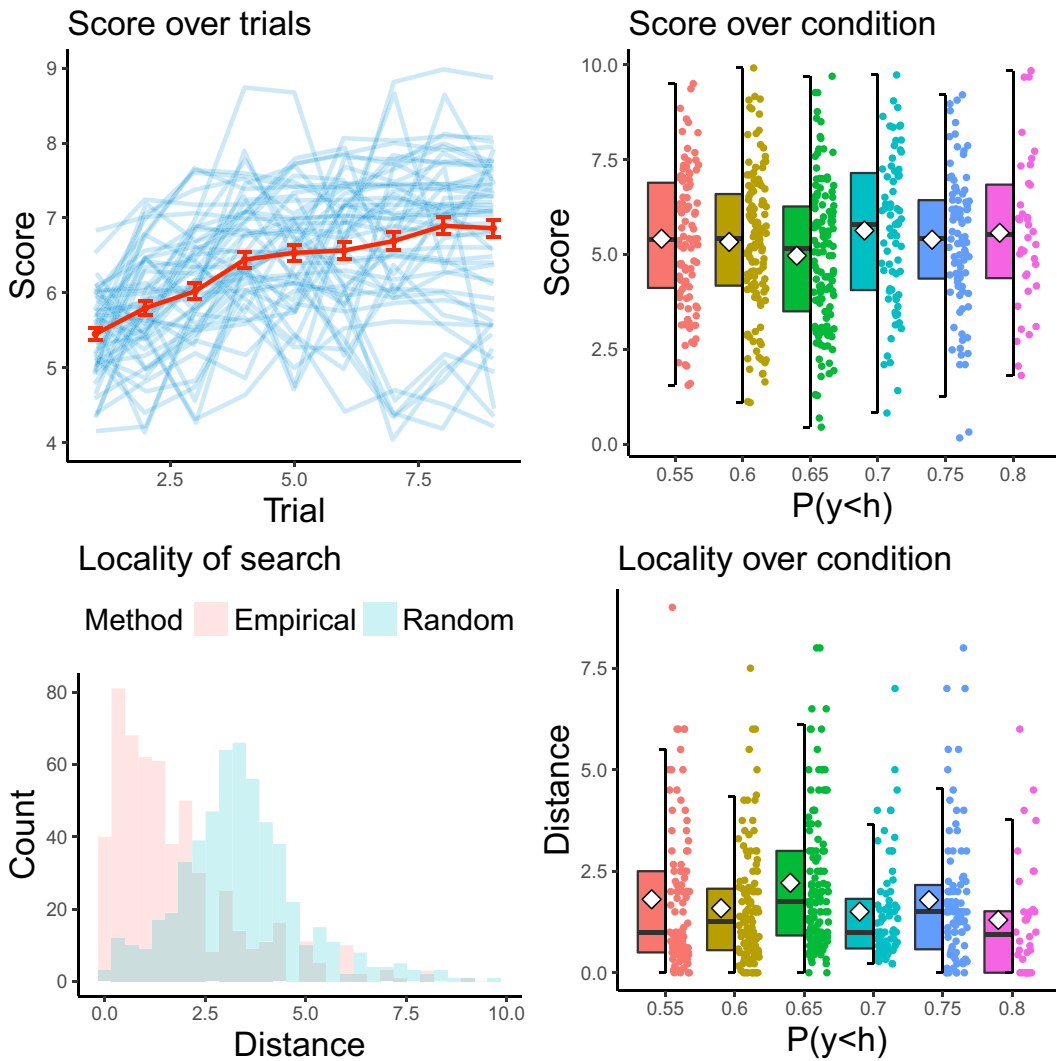 Score over trials
9
8
7
6
5
4
Score
2.5 5.0 7.5
Trial
Score over condition
10.0
7.5
5.0
2.5
0.0
Score
0.55 0.6 0.65 0.7 0.75 0.8
P(y<h)
Locality of search
Method Empirical Random
80
60
40
20
0
Count
0.0 2.5 5.0 7.5 10.0
Distance
Locality over condition
7.5
5.0
2.5
0.0
Distance
0.55 0.6 0.65 0.7 0.75 0.8
P(y<h)